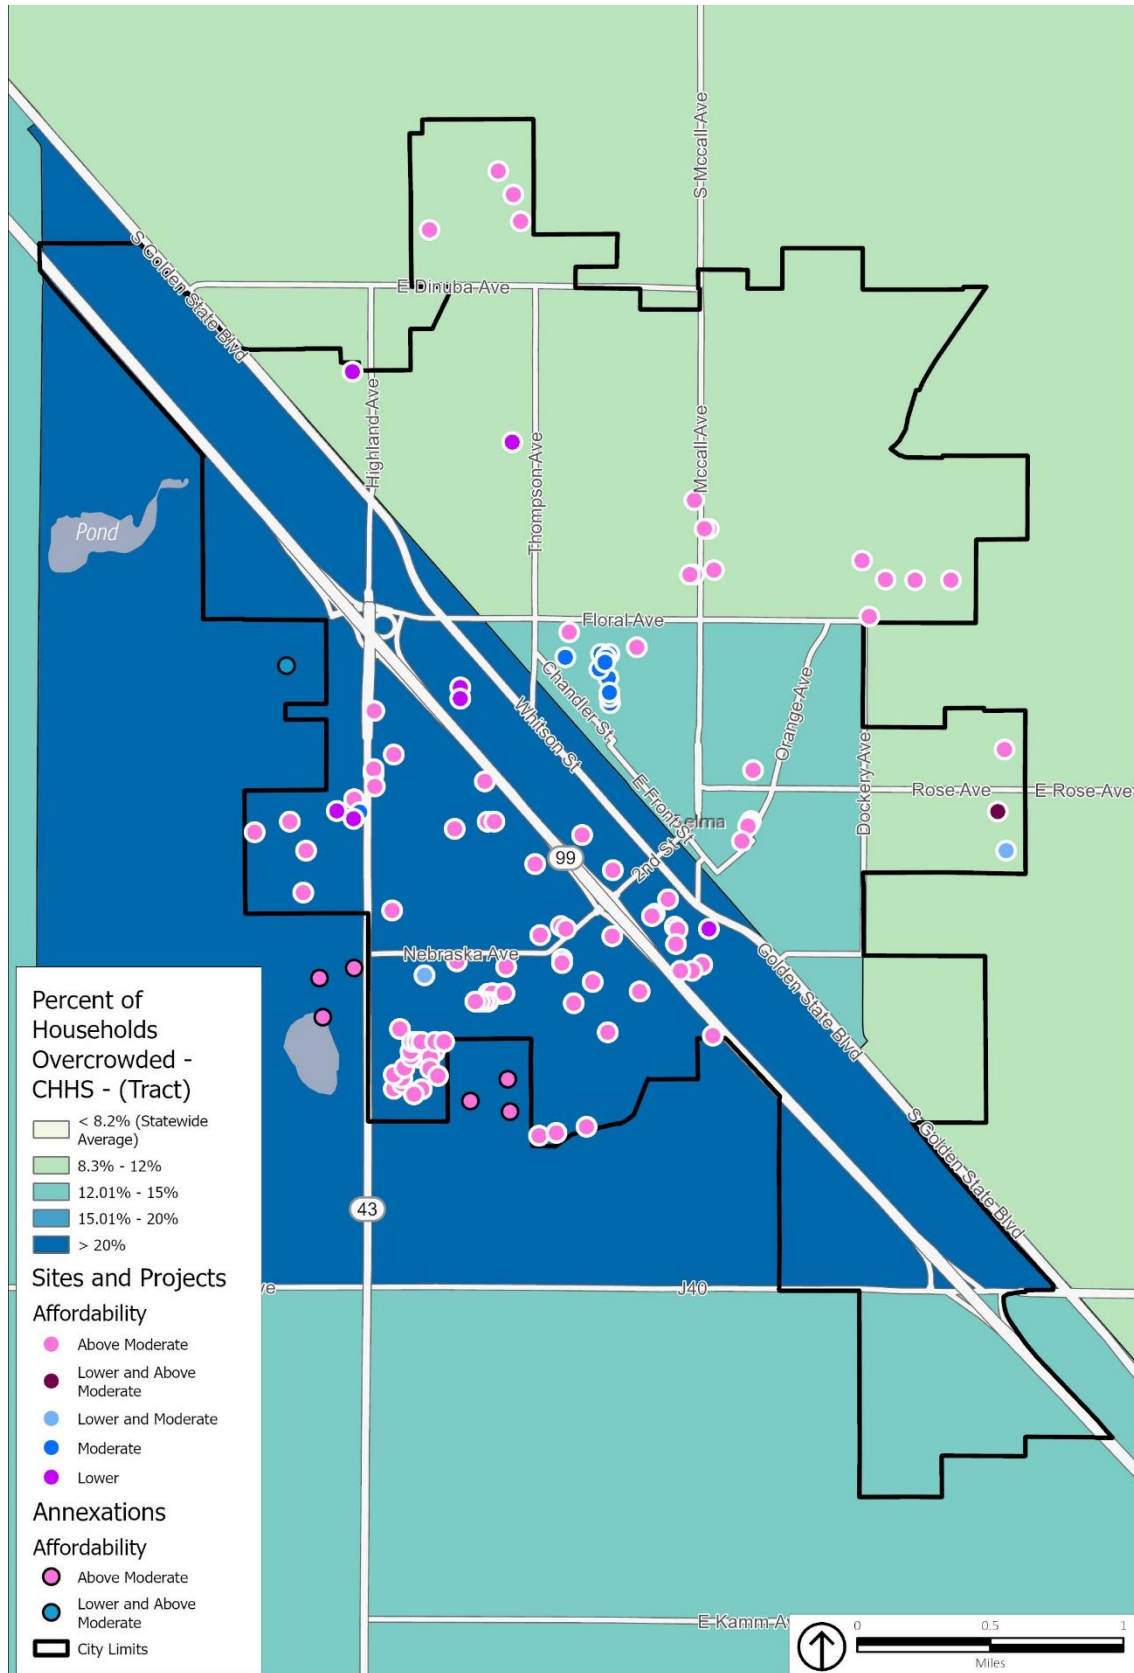 S Mccall Ave
S Golden State Blvd
E Dinuba Ave
Highland Ave
Mccall Ave
Thompson Ave
Pond
Floral Ave
Chandler St
Whitson St
Orange Ave
Dockery Ave
Rose Ave
E Rose Ave
E Front St
Selma
2nd St
99
Nebraska Ave
Golden State Blvd
S Golden State Blvd
43
J40
ve
E Kamm Av
Percent of
Households
Overcrowded -
CHHS - (Tract)
< 8.2% (Statewide
Average)
8.3% - 12%
12.01% - 15%
15.01% - 20%
> 20%
Sites and Projects
Affordability
Above Moderate
Lower and Above
Moderate
Lower and Moderate
Moderate
Lower
Annexations
Affordability
Above Moderate
Lower and Above
Moderate
City Limits
0 0.5 1
Miles